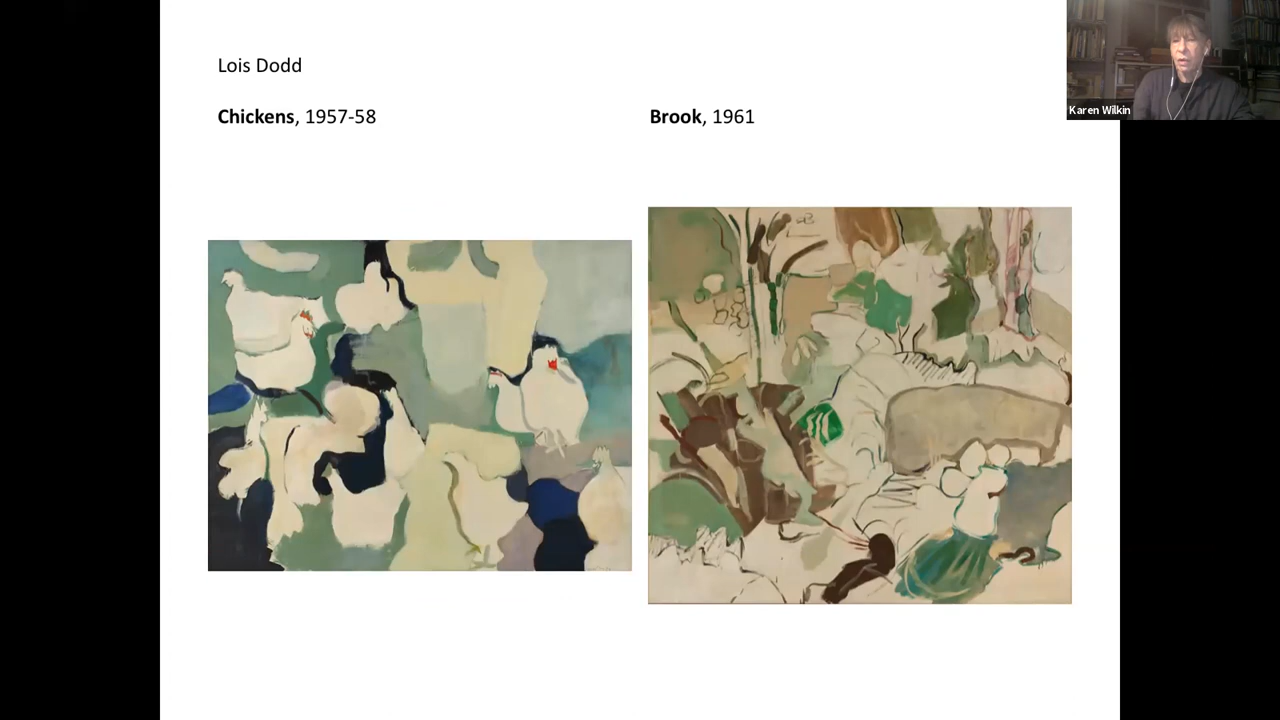 Lois Dodd
Chickens, 1957-58
Brook, 1961
Karen Wilkin